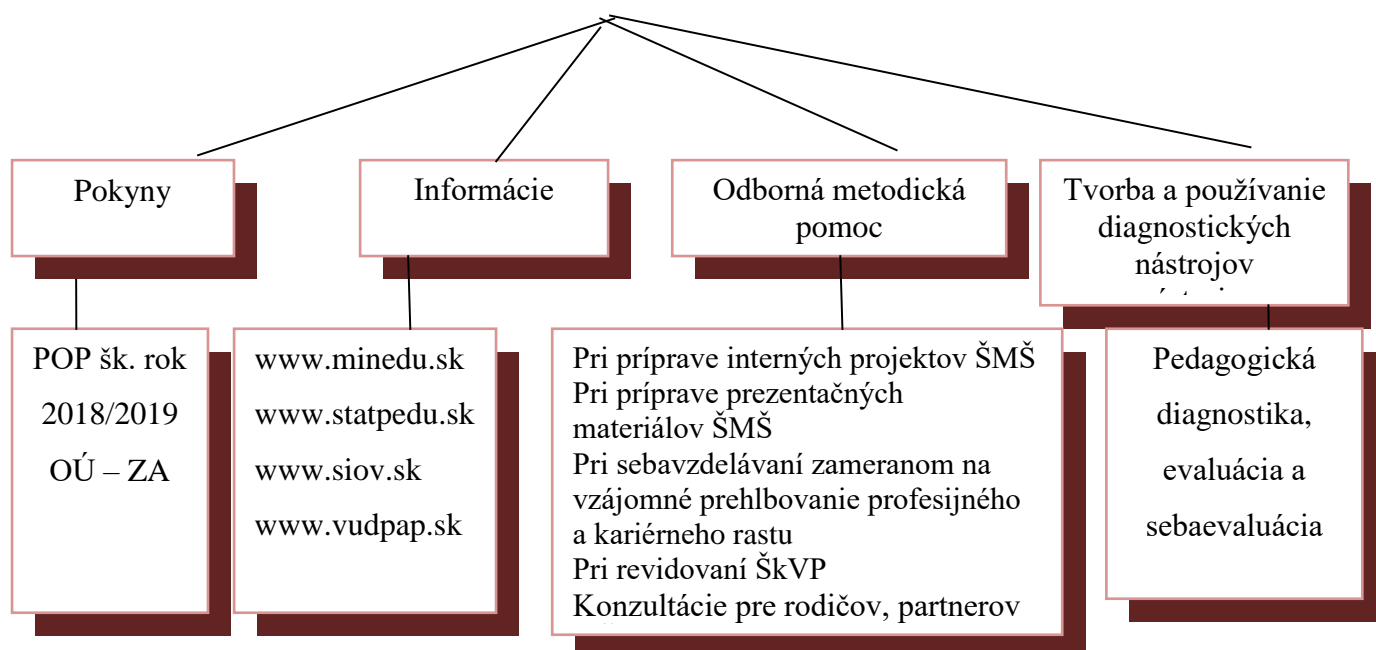 Pokyny
Informácie
Odborná metodická
pomoc
Tvorba a používanie
diagnostických
nástrojov
POP šk. rok
2018/2019
OÚ – ZA
www.minedu.sk
www.statpedu.sk
www.siov.sk
www.vudpap.sk
Pri príprave interných projektov ŠMŠ
Pri príprave prezentačných
materiálov ŠMŠ
Pri sebavzdelávaní zameranom na
vzájomné prehlbovanie profesijného
a kariérneho rastu
Pri revidovaní ŠkVP
Konzultácie pre rodičov, partnerov
Pedagogická
diagnostika,
evaluácia a
sebaevaluácia